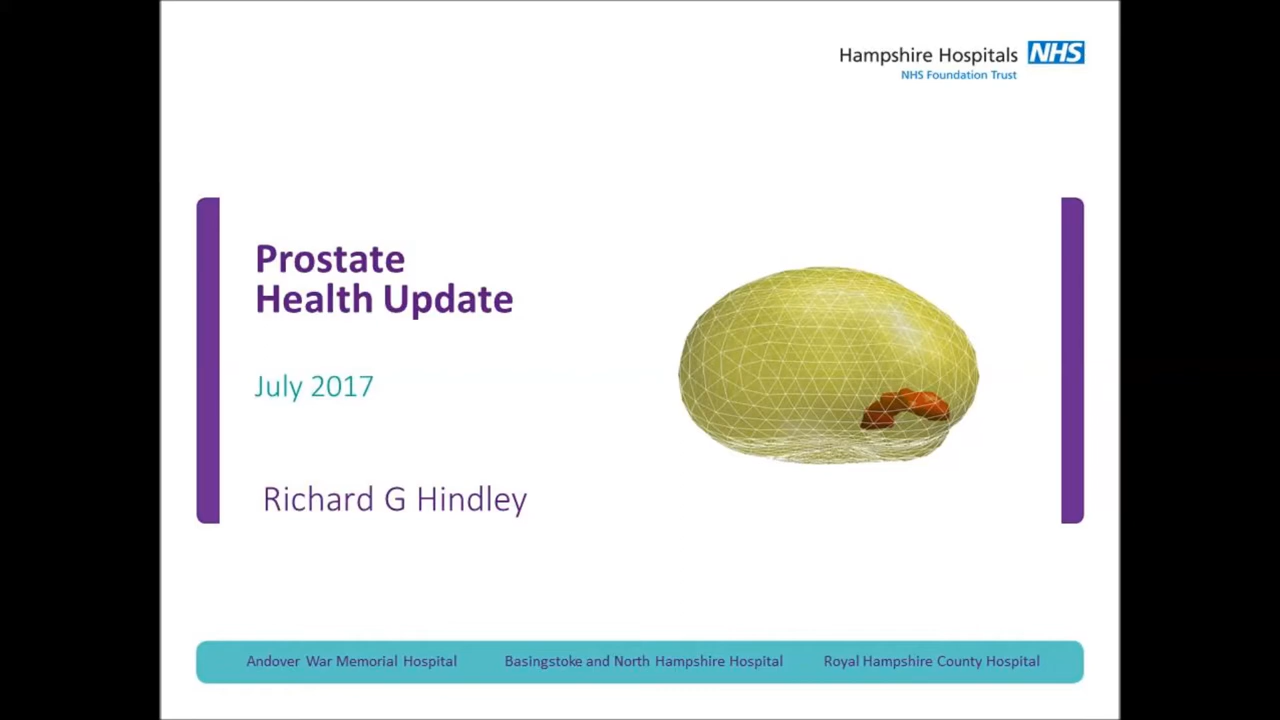 Hampshire Hospitals NHS
NHS Foundation Trust
Prostate
Health Update
July 2017
Richard G Hindley
Andover War Memorial Hospital Basingstoke and North Hampshire Hospital Royal Hampshire County Hospital